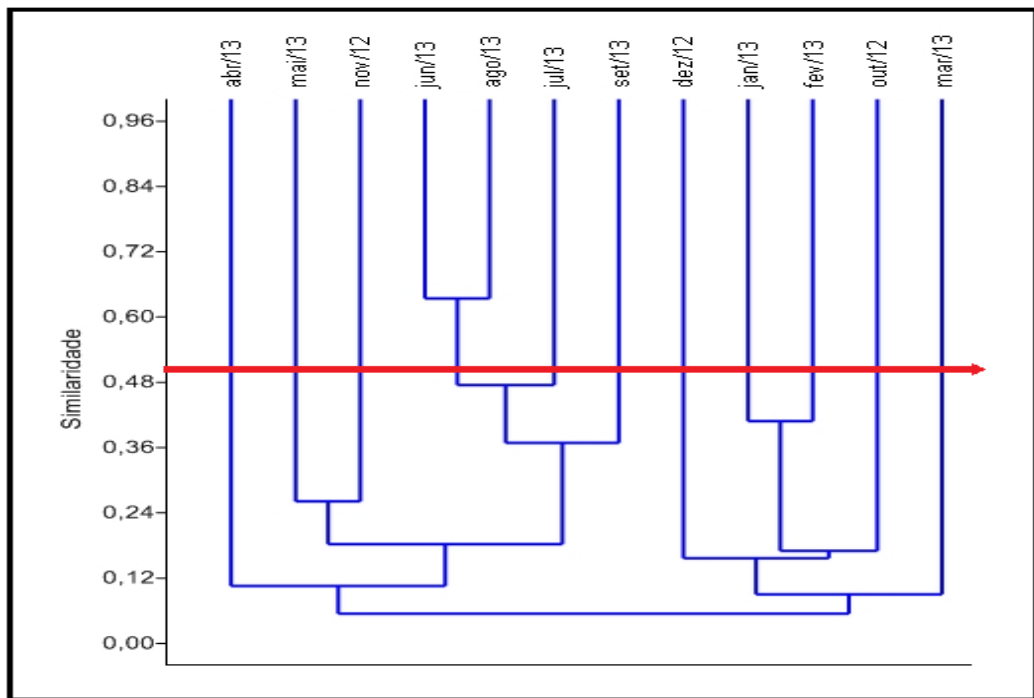 abr/13
mai/13
nov/12
jun/13
ago/13
jul/13
set/13
dez/12
jan/13
fev/13
out/12
mar/13
0,96
0,84
0,72
0,60
0,48
0,36
0,24
0,12
0,00
Similaridade